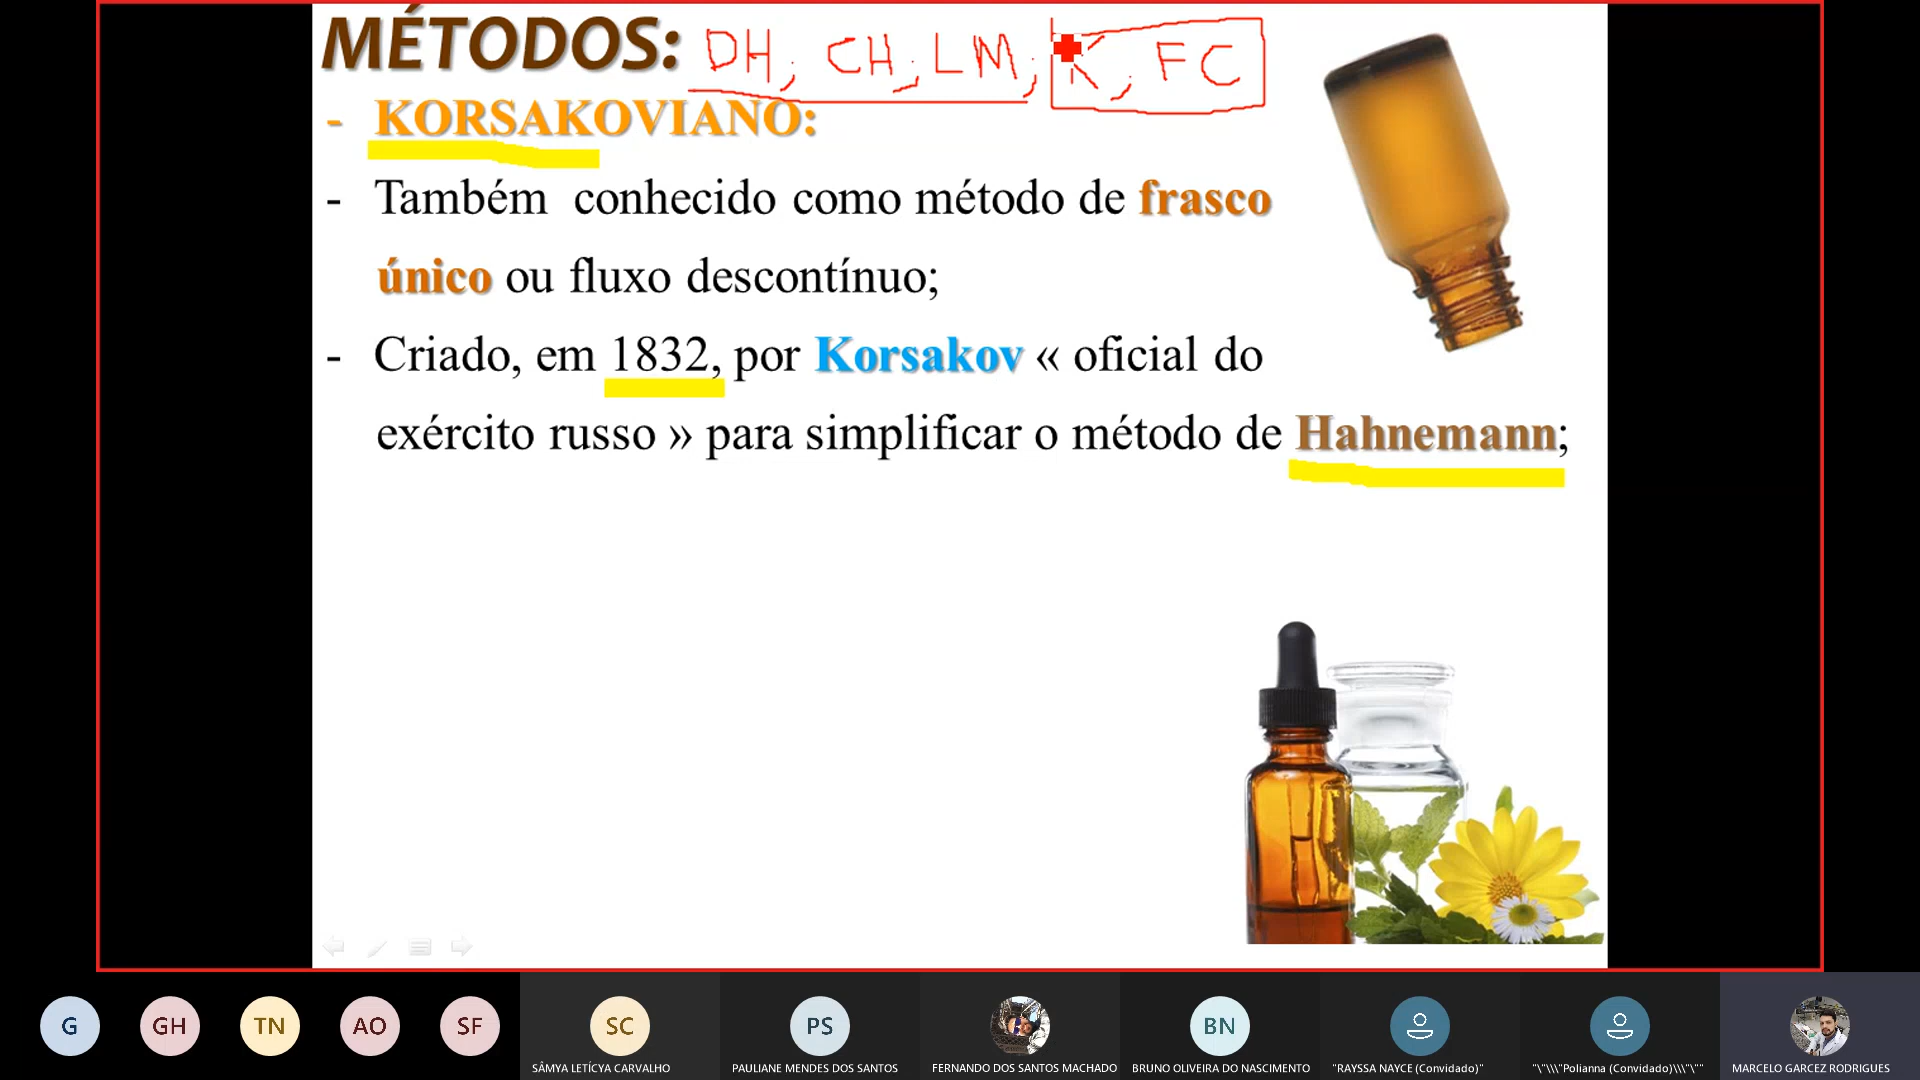 MÉTODOS: DH; CH; LM; K; FC
- KORSAKOVIANO:
- Também conhecido como método de frasco
único ou fluxo descontínuo;
- Criado, em 1832, por Korsakov « oficial do
exército russo » para simplificar o método de Hahnemann;
G GH TN AO SF SC PS BN
SÂMYA LETÍCYA CARVALHO PAULIANE MENDES DOS SANTOS FERNANDO DOS SANTOS MACHADO BRUNO OLIVEIRA DO NASCIMENTO "RAYSSA NAYCE (Convidado)" "\"\\\"Polianna (Convidado)\\\"\"" MARCELO GARCEZ RODRIGUES